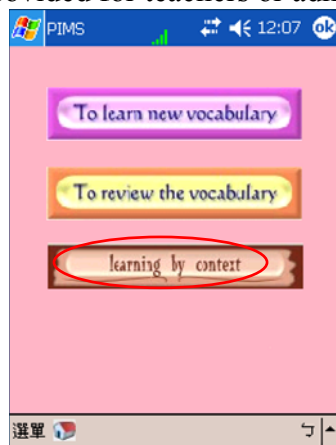 PIMS 12:07 ok
To learn new vocabulary
To review the vocabulary
learning by context
選單 ㄅ